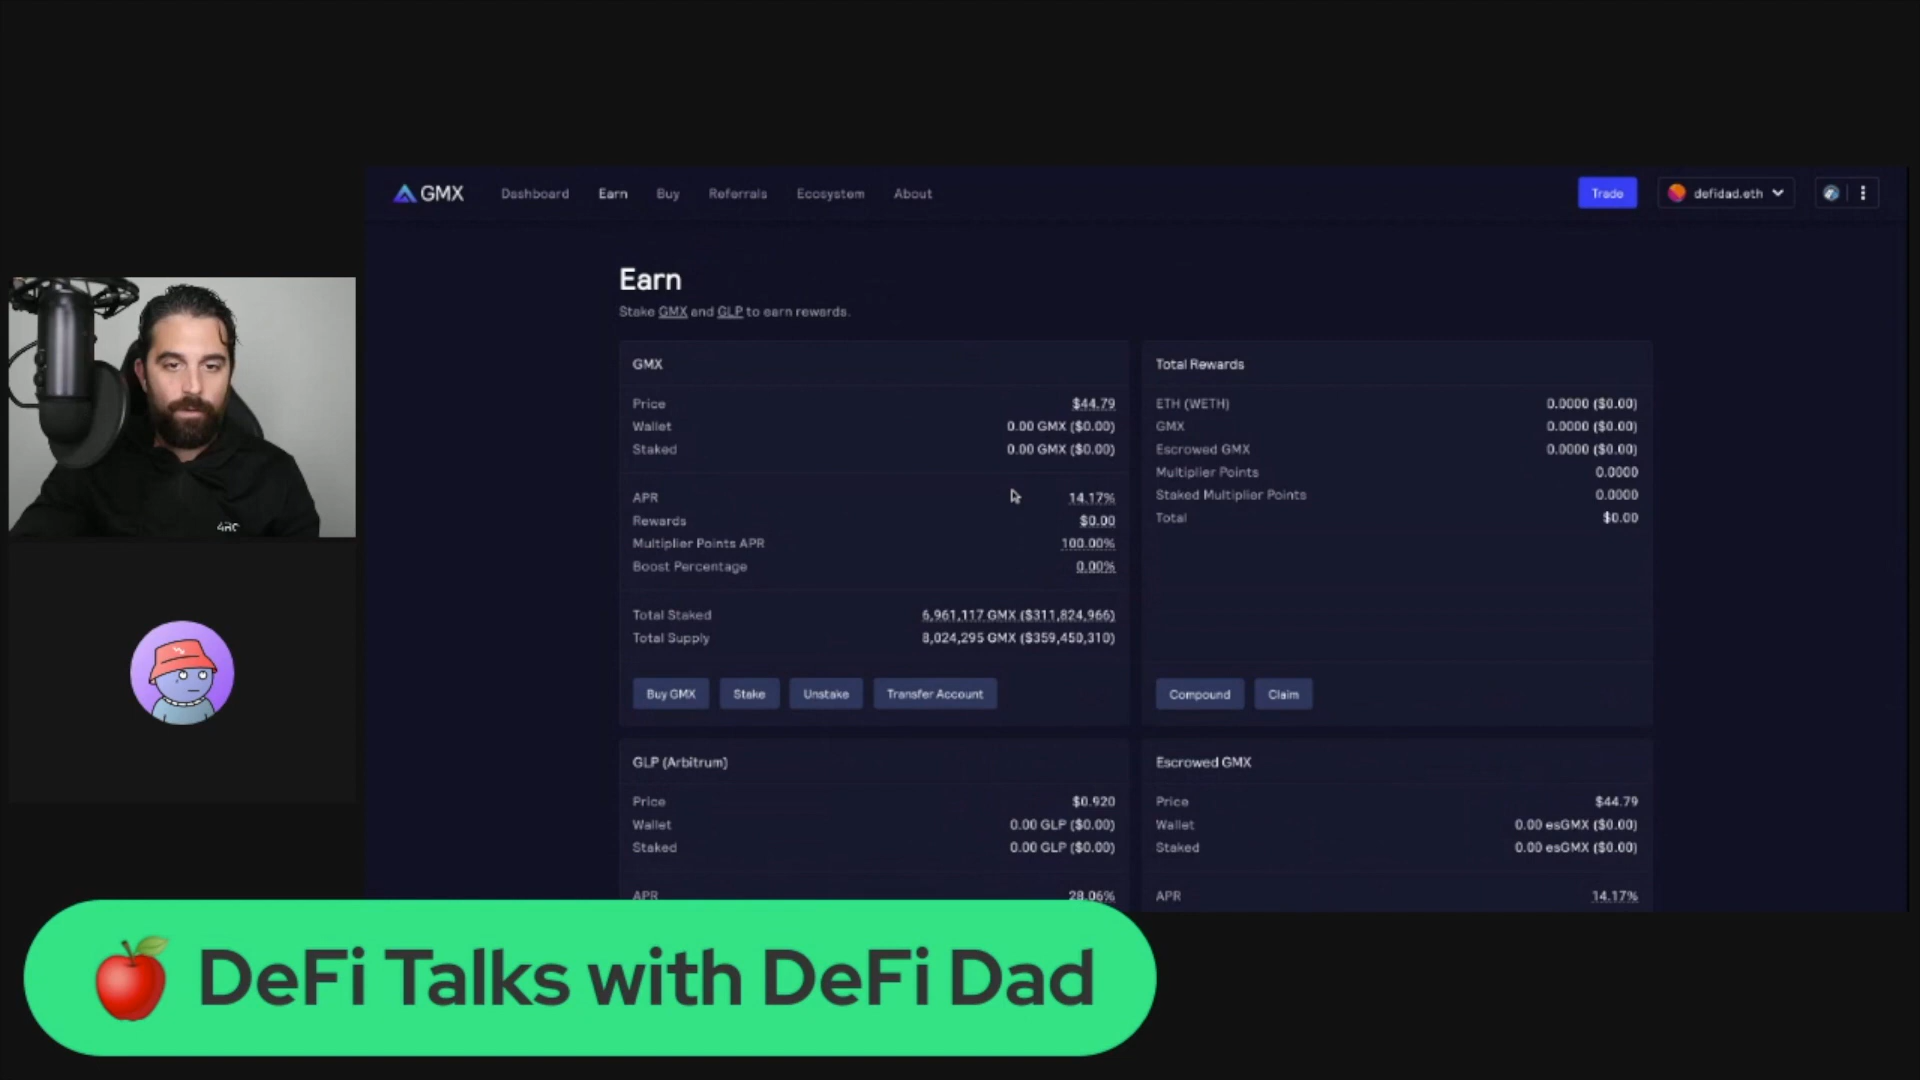 GMX
Dashboard
Earn
Buy
Referrals
Ecosystem
About
Trade
defidad.eth
Earn
Stake GMX and GLP to earn rewards.
GMX
Price $44.79
Wallet 0.00 GMX ($0.00)
Staked 0.00 GMX ($0.00)
APR 14.17%
Rewards $0.00
Multiplier Points APR 100.00%
Boost Percentage 0.00%
Total Staked 6,961,117 GMX ($311,824,966)
Total Supply 8,024,295 GMX ($359,450,310)
Buy GMX
Stake
Unstake
Transfer Account
Total Rewards
ETH (WETH) 0.0000 ($0.00)
GMX 0.0000 ($0.00)
Escrowed GMX 0.0000 ($0.00)
Multiplier Points 0.0000
Staked Multiplier Points 0.0000
Total $0.00
Compound
Claim
GLP (Arbitrum)
Price $0.920
Wallet 0.00 GLP ($0.00)
Staked 0.00 GLP ($0.00)
APR 28.06%
Escrowed GMX
Price $44.79
Wallet 0.00 esGMX ($0.00)
Staked 0.00 esGMX ($0.00)
APR 14.17%
DeFi Talks with DeFi Dad